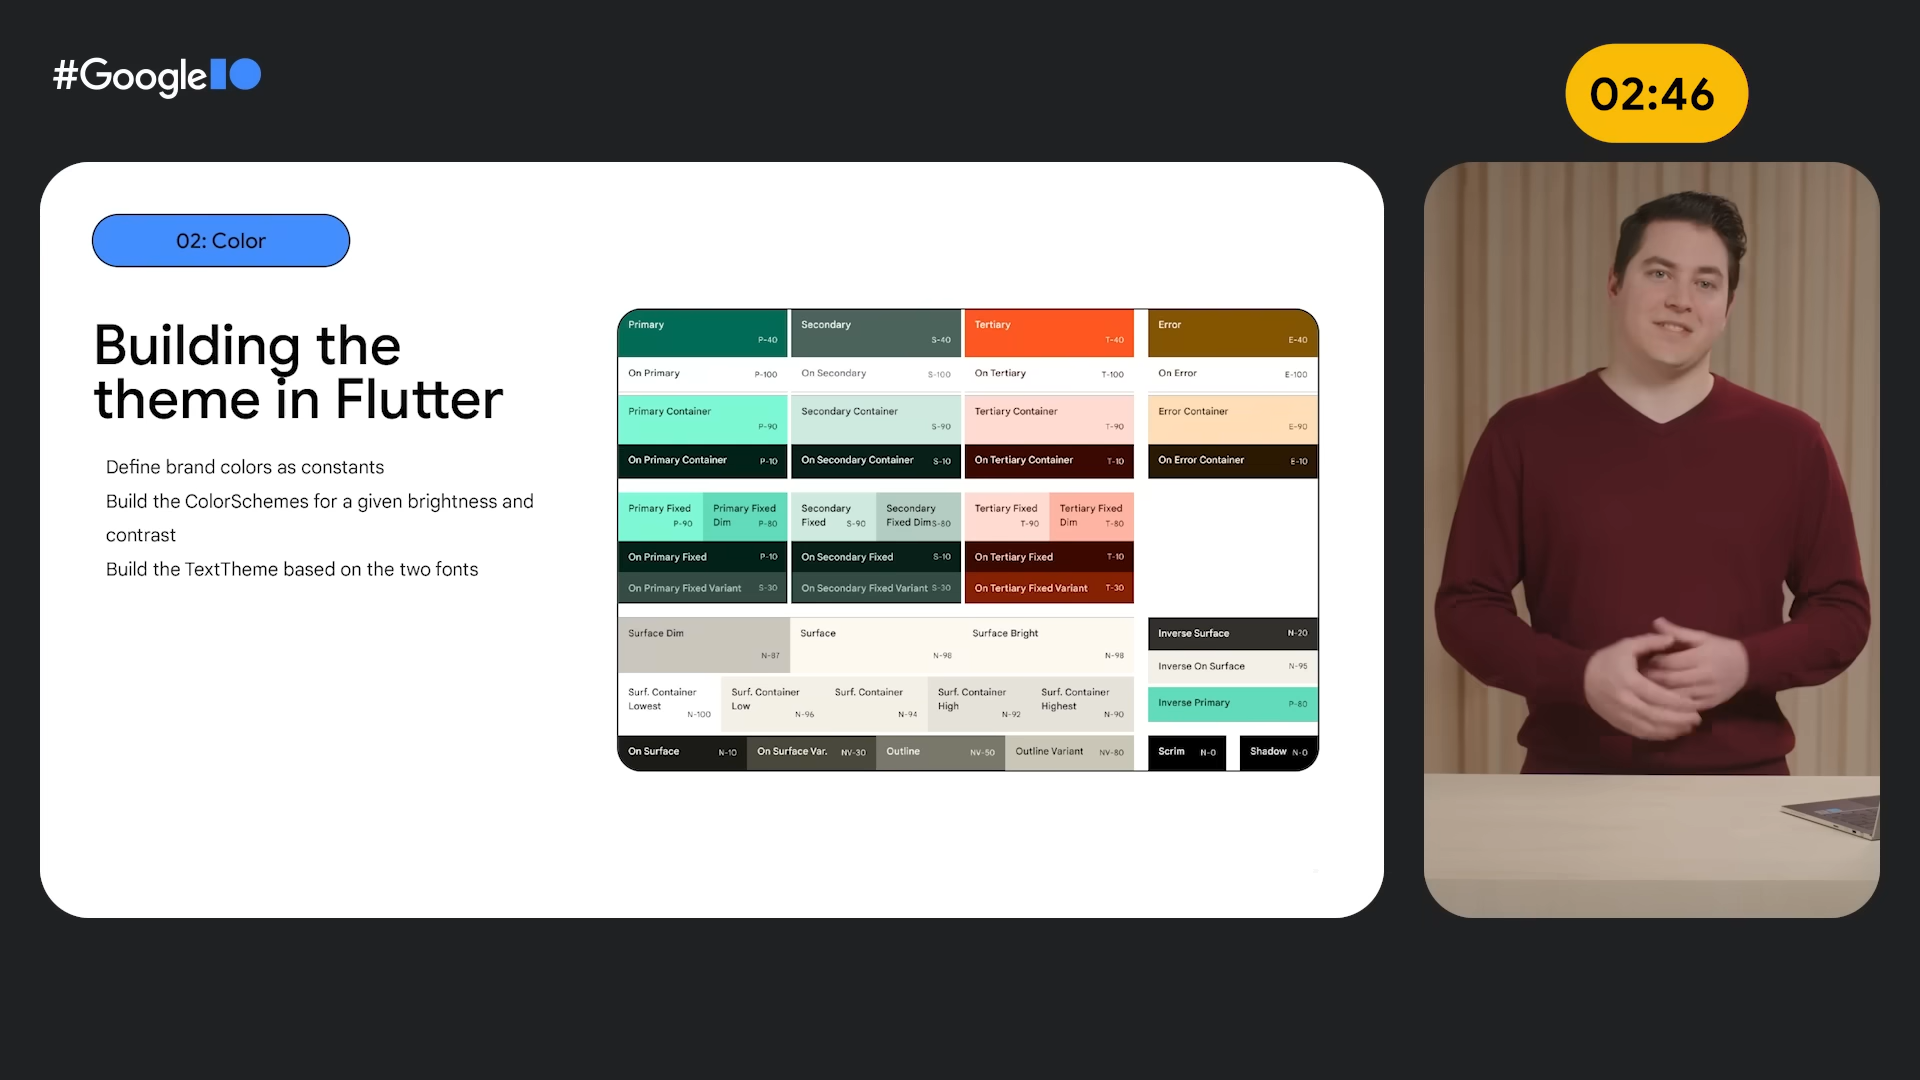 #GoogleIO
02:46
02: Color
Building the
theme in Flutter
Define brand colors as constants
Build the ColorSchemes for a given brightness and
contrast
Build the TextTheme based on the two fonts
Primary
P-40
Secondary
S-40
Tertiary
T-40
Error
E-40
On Primary P-100
On Secondary S-100
On Tertiary T-100
On Error E-100
Primary Container
P-90
Secondary Container
S-90
Tertiary Container
T-90
Error Container
E-90
On Primary Container P-10
On Secondary Container S-10
On Tertiary Container T-10
On Error Container E-10
Primary Fixed
P-90
Primary Fixed
Dim P-80
Secondary
Fixed S-90
Secondary
Fixed Dim S-80
Tertiary Fixed
T-90
Tertiary Fixed
Dim T-80
On Primary Fixed P-10
On Secondary Fixed S-10
On Tertiary Fixed T-10
On Primary Fixed Variant S-30
On Secondary Fixed Variant S-30
On Tertiary Fixed Variant T-30
Surface Dim
N-87
Surface
N-98
Surface Bright
N-98
Inverse Surface N-20
Inverse On Surface N-95
Inverse Primary P-80
Surf. Container
Lowest
N-100
Surf. Container
Low
N-96
Surf. Container
N-94
Surf. Container
High
N-92
Surf. Container
Highest
N-90
On Surface N-10
On Surface Var. NV-30
Outline NV-50
Outline Variant NV-80
Scrim N-0
Shadow N-0